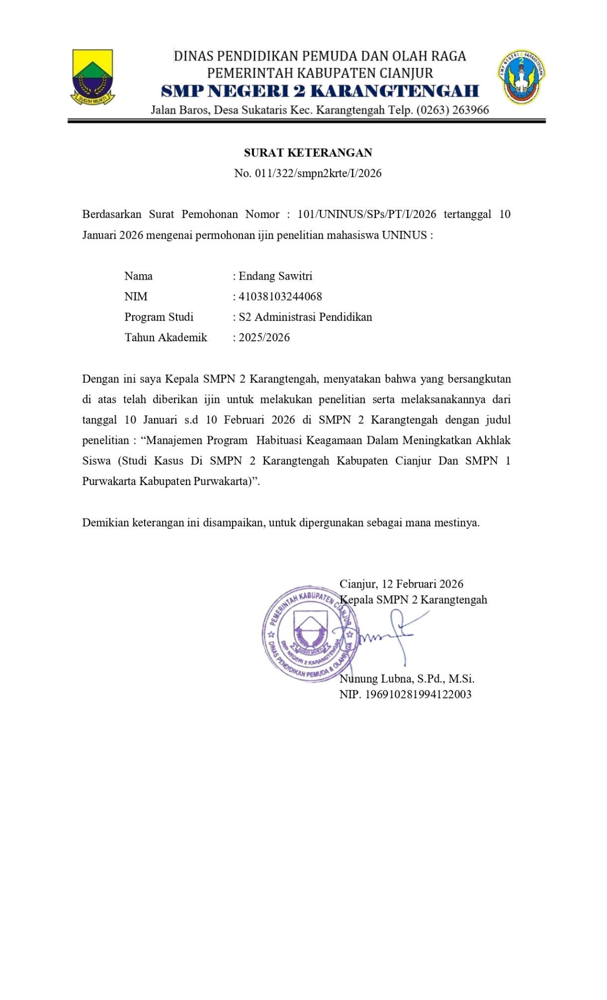 DINAS PENDIDIKAN PEMUDA DAN OLAH RAGA
PEMERINTAH KABUPATEN CIANJUR
SMP NEGERI 2 KARANGTENGAH
Jalan Baros, Desa Sukataris Kec. Karangtengah Telp. (0263) 263966
SUGIH MUKTI
SMP NEGERI 2 KARANGTENGAH
CIANJUR
SURAT KETERANGAN
No. 011/322/smpn2krte/I/2026
Berdasarkan Surat Pemohonan Nomor : 101/UNINUS/SPs/PT/I/2026 tertanggal 10
Januari 2026 mengenai permohonan ijin penelitian mahasiswa UNINUS :
Nama : Endang Sawitri
NIM : 41038103244068
Program Studi : S2 Administrasi Pendidikan
Tahun Akademik : 2025/2026
Dengan ini saya Kepala SMPN 2 Karangtengah, menyatakan bahwa yang bersangkutan
di atas telah diberikan ijin untuk melakukan penelitian serta melaksanakannya dari
tanggal 10 Januari s.d 10 Februari 2026 di SMPN 2 Karangtengah dengan judul
penelitian : “Manajemen Program Habituasi Keagamaan Dalam Meningkatkan Akhlak
Siswa (Studi Kasus Di SMPN 2 Karangtengah Kabupaten Cianjur Dan SMPN 1
Purwakarta Kabupaten Purwakarta)”.
Demikian keterangan ini disampaikan, untuk dipergunakan sebagai mana mestinya.
Cianjur, 12 Februari 2026
Kepala SMPN 2 Karangtengah
PEMERINTAH KABUPATEN CIANJUR
DINAS PENDIDIKAN PEMUDA & OLAHRAGA
SMP NEGERI 2 KARANGTENGAH
SUGIH MUKTI
Nunung Lubna, S.Pd., M.Si.
NIP. 196910281994122003